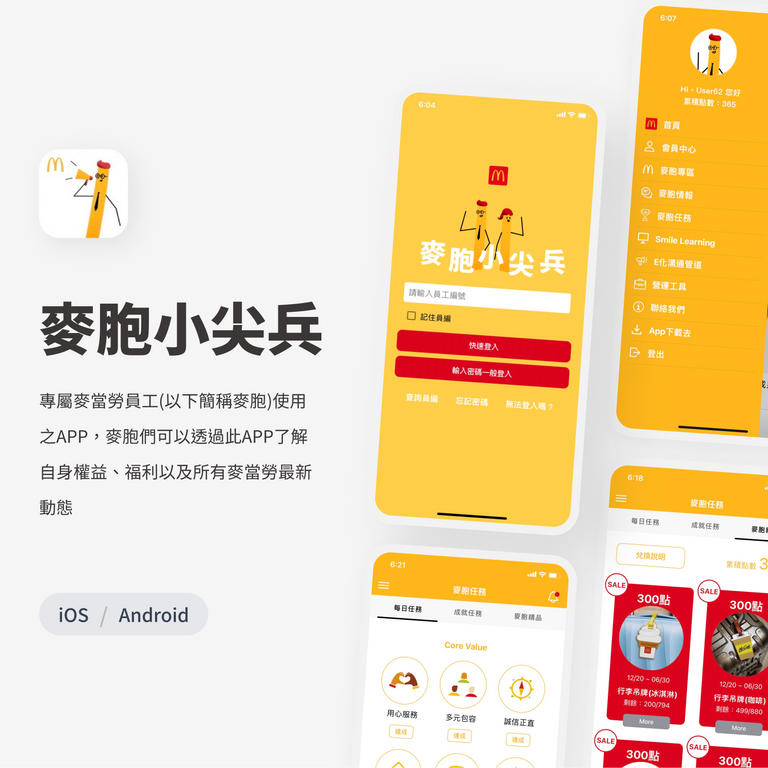 麥胞小尖兵
專屬麥當勞員工(以下簡稱麥胞)使用
之APP，麥胞們可以透過此APP了解
自身權益、福利以及所有麥當勞最新
動態
iOS / Android
6:04
麥胞小尖兵
請輸入員工編號
記住員編
快速登入
輸入密碼一般登入
查詢員編 忘記密碼 無法登入嗎？
6:07
Hi，User62 您好
累積點數：365
首頁
會員中心
麥胞專區
麥胞情報
麥胞任務
Smile Learning
E化溝通管道
營運工具
聯絡我們
App下載去
登出
6:21
麥胞任務
每日任務 成就任務 麥胞精品
Core Value
用心服務 多元包容 誠信正直
達成 達成 達成
6:18
麥胞任務
每日任務 成就任務
兌換說明
累積點數 3
SALE
300點
12/20 ~ 06/30
行李吊牌(冰淇淋)
剩餘：200/794
More
SALE
300點
12/20 ~ 06/30
行李吊牌(咖啡)
剩餘：499/880
More
SALE
300點
SALE
300點